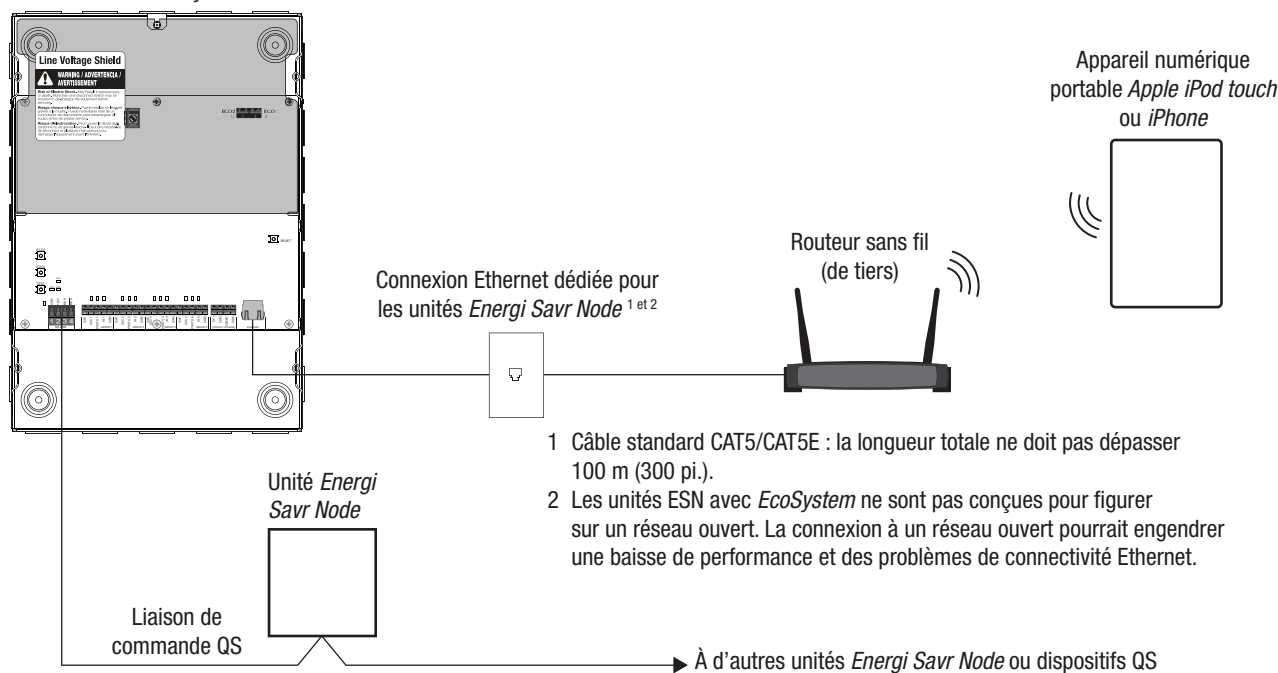 Line Voltage Shield
WARNING / ADVERTENCIA /
AVERTISSEMENT
ECO2
ECO1
RESET
Appareil numérique
portable Apple iPod touch
ou iPhone
Routeur sans fil
(de tiers)
Connexion Ethernet dédiée pour
les unités Energi Savr Node 1 et 2
1 Câble standard CAT5/CAT5E : la longueur totale ne doit pas dépasser
100 m (300 pi.).
2 Les unités ESN avec EcoSystem ne sont pas conçues pour figurer
sur un réseau ouvert. La connexion à un réseau ouvert pourrait engendrer
une baisse de performance et des problèmes de connectivité Ethernet.
Unité Energi
Savr Node
Liaison de
commande QS
À d'autres unités Energi Savr Node ou dispositifs QS